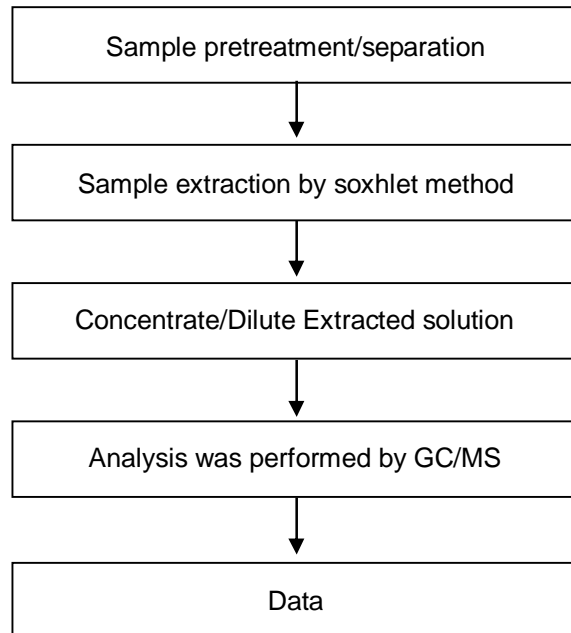 Sample pretreatment/separation
Sample extraction by soxhlet method
Concentrate/Dilute Extracted solution
Analysis was performed by GC/MS
Data